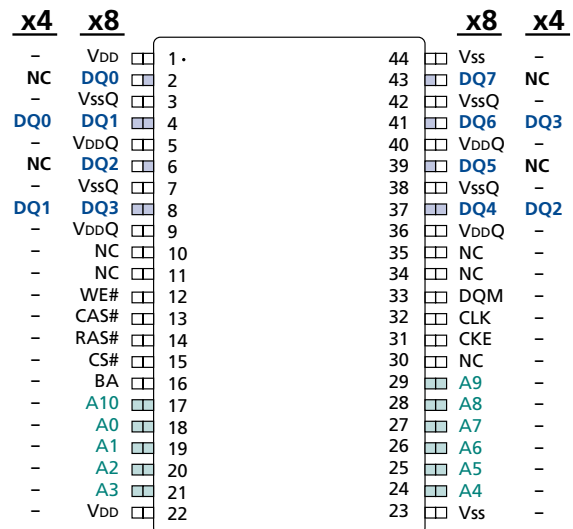 x4 x8 x8 x4
– VDD 1 44 Vss –
NC DQ0 2 43 DQ7 NC
– VssQ 3 42 VssQ –
DQ0 DQ1 4 41 DQ6 DQ3
– VDDQ 5 40 VDDQ –
NC DQ2 6 39 DQ5 NC
– VssQ 7 38 VssQ –
DQ1 DQ3 8 37 DQ4 DQ2
– VDDQ 9 36 VDDQ –
– NC 10 35 NC –
– NC 11 34 NC –
– WE# 12 33 DQM –
– CAS# 13 32 CLK –
– RAS# 14 31 CKE –
– CS# 15 30 NC –
– BA 16 29 A9 –
– A10 17 28 A8 –
– A0 18 27 A7 –
– A1 19 26 A6 –
– A2 20 25 A5 –
– A3 21 24 A4 –
– VDD 22 23 Vss –